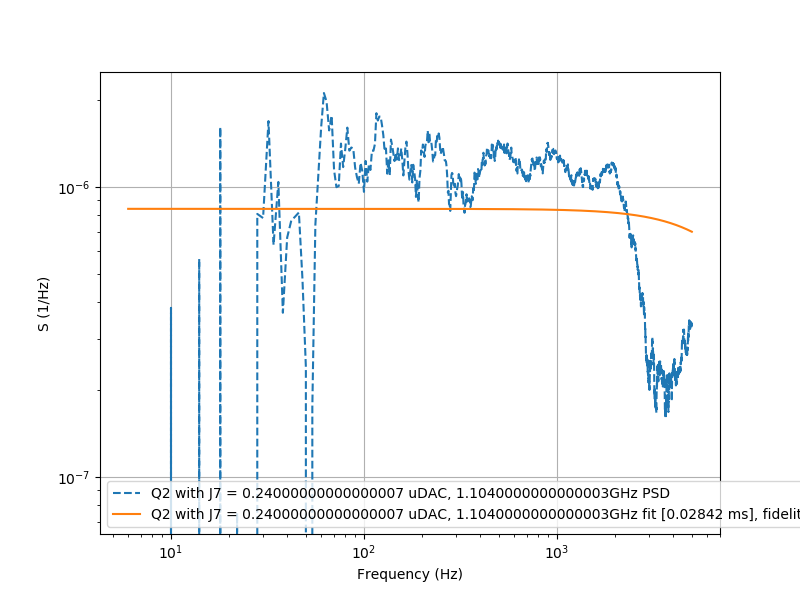 10⁻⁶
10⁻⁷
S (1/Hz)
Q2 with J7 = 0.24000000000000007 uDAC, 1.1040000000000003GHz PSD
Q2 with J7 = 0.24000000000000007 uDAC, 1.1040000000000003GHz fit [0.02842 ms], fidelit
10¹
10²
10³
Frequency (Hz)